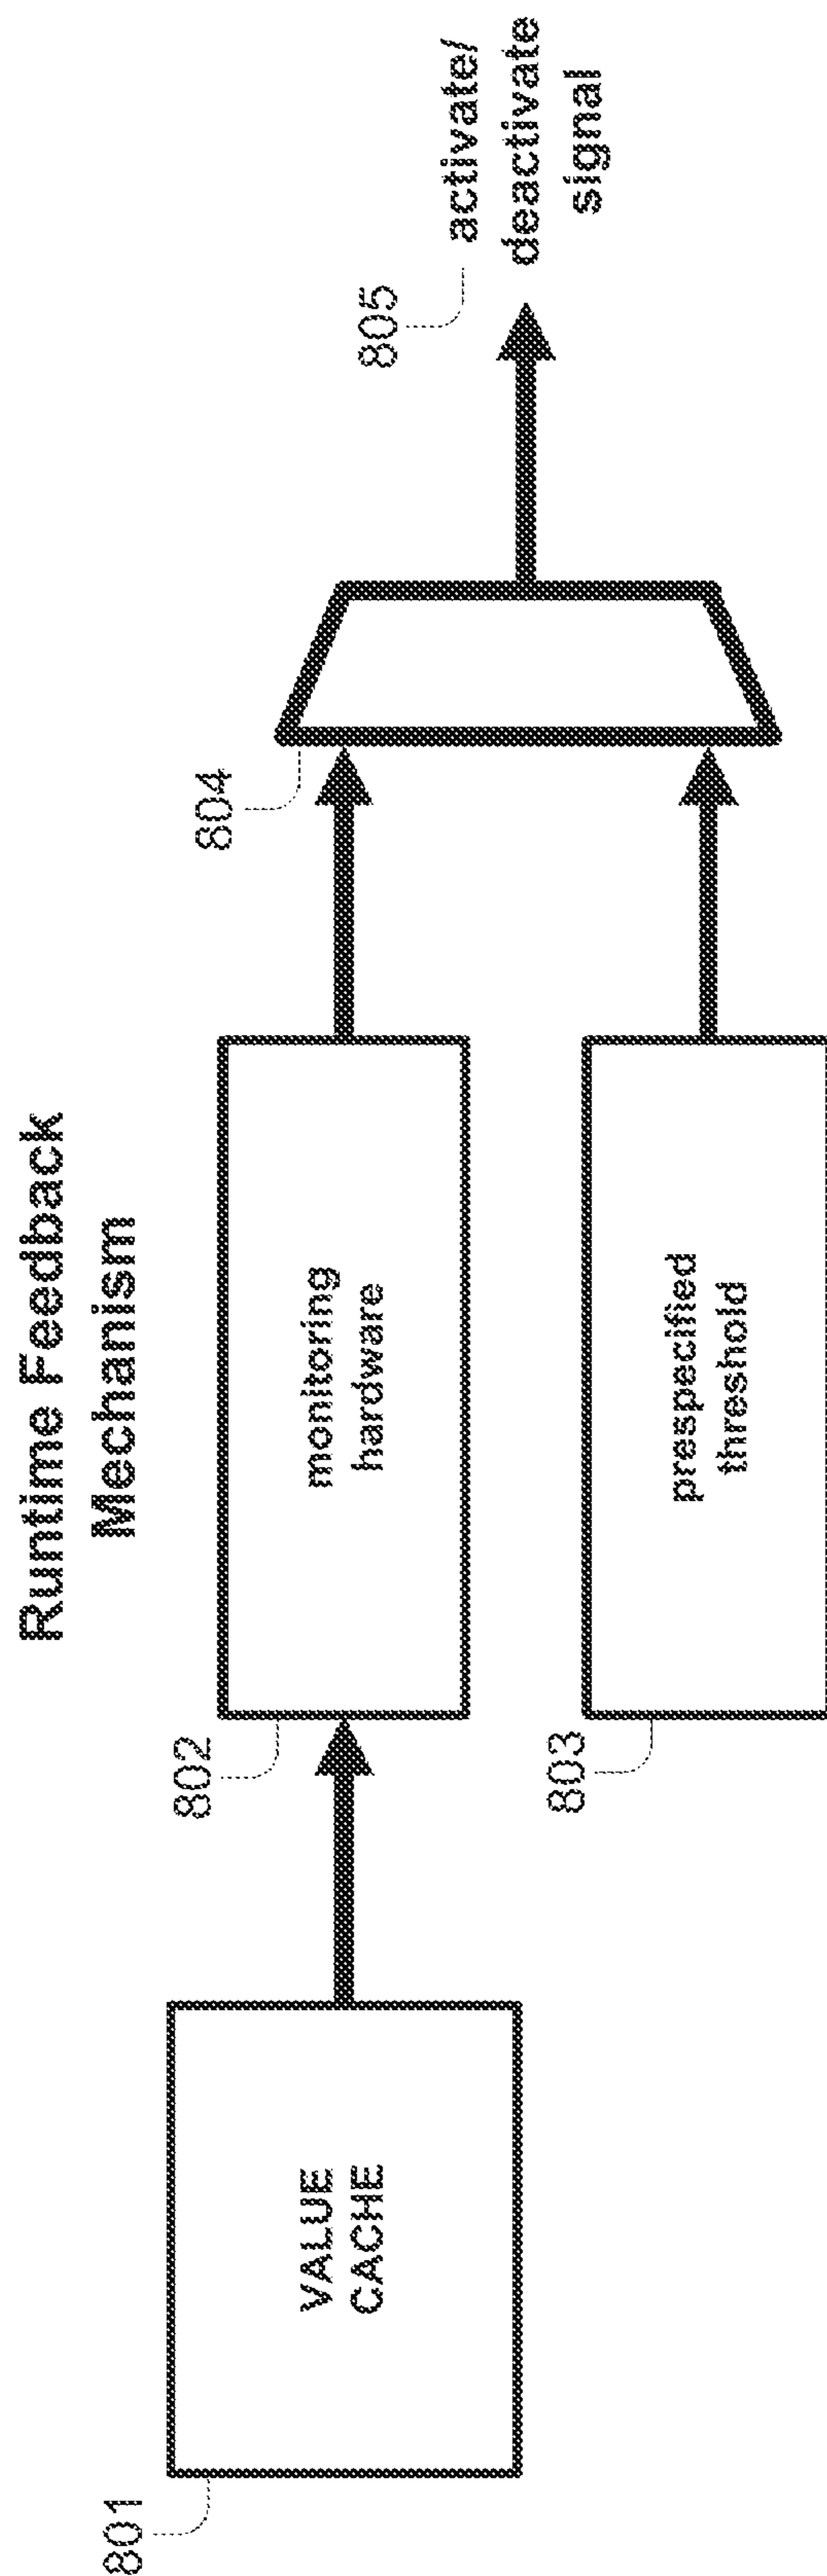 Runtime Feedback
Mechanism
801
VALUE
CACHE
802
monitoring
hardware
803
prespecified
threshold
804
805
activate/
deactivate
signal